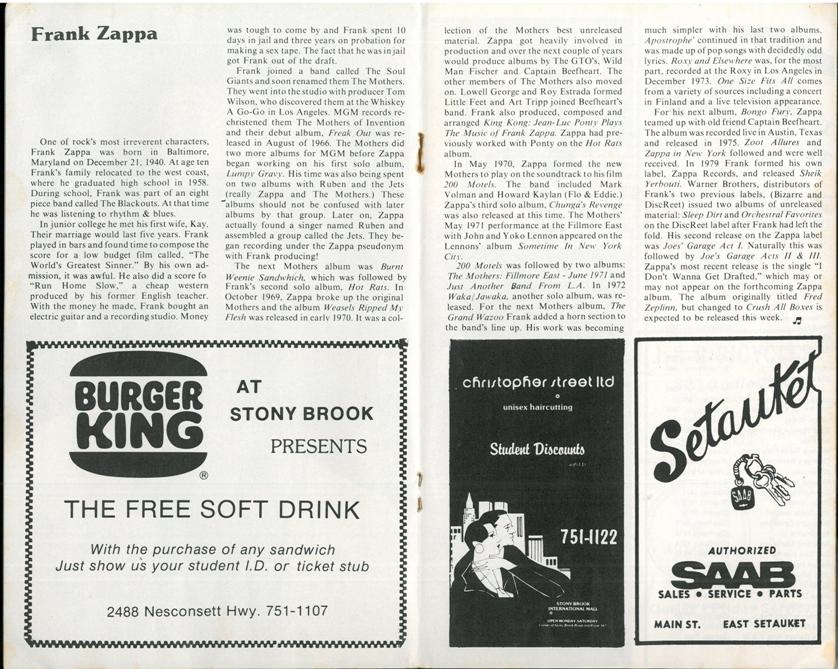 Frank Zappa
One of rock's most irreverent characters,
Frank Zappa was born in Baltimore,
Maryland on December 21, 1940. At age ten
Frank's family relocated to the west coast,
where he graduated high school in 1958.
During school, Frank was part of an eight
piece band called The Blackouts. At that time
he was listening to rhythm & blues.
In junior college he met his first wife, Kay.
Their marriage would last five years. Frank
played in bars and found time to compose the
score for a low budget film called, "The
World's Greatest Sinner." By his own ad-
mission, it was awful. He also did a score fo
"Run Home Slow," a cheap western
produced by his former English teacher.
With the money he made, Frank bought an
electric guitar and a recording studio. Money
was tough to come by and Frank spent 10
days in jail and three years on probation for
making a sex tape. The fact that he was in jail
got Frank out of the draft.
Frank joined a band called The Soul
Giants and soon renamed them The Mothers.
They went into the studio with producer Tom
Wilson, who discovered them at the Whiskey
A Go-Go in Los Angeles. MGM records re-
christened them The Mothers of Invention
and their debut album, Freak Out was re-
leased in August of 1966. The Mothers did
two more albums for MGM before Zappa
began working on his first solo album,
Lumpy Gravy. His time was also being spent
on two albums with Ruben and the Jets
(really Zappa and The Mothers.) These
albums should not be confused with later
albums by that group. Later on, Zappa
actually found a singer named Ruben and
assembled a group called the Jets. They be-
gan recording under the Zappa pseudonym
with Frank producing!
The next Mothers album was Burnt
Weenie Sandwich, which was followed by
Frank's second solo album, Hot Rats. In
October 1969, Zappa broke up the original
Mothers and the album Weasels Ripped My
Flesh was released in early 1970. It was a col-
lection of the Mothers best unreleased
material. Zappa got heavily involved in
production and over the next couple of years
would produce albums by The GTO's, Wild
Man Fischer and Captain Beefheart. The
other members of The Mothers also moved
on. Lowell George and Roy Estrada formed
Little Feet and Art Tripp joined Beefheart's
band. Frank also produced, composed and
arranged King Kong: Jean-Luc Ponty Plays
The Music of Frank Zappa. Zappa had pre-
viously worked with Ponty on the Hot Rats
album.
In May 1970, Zappa formed the new
Mothers to play on the soundtrack to his film
200 Motels. The band included Mark
Volman and Howard Kaylan (Flo & Eddie.)
Zappa's third solo album, Chunga's Revenge
was also released at this time. The Mothers'
May 1971 performance at the Fillmore East
with John and Yoko Lennon appeared on the
Lennons' album Sometime In New York
City.
200 Motels was followed by two albums:
The Mothers: Fillmore East - June 1971 and
Just Another Band From L.A. In 1972
Waka/Jawaka, another solo album, was re-
leased. For the next Mothers album, The
Grand Wazoo Frank added a horn section to
the band's line up. His work was becoming
much simpler with his last two albums.
Apostrophe' continued in that tradition and
was made up of pop songs with decidedly odd
lyrics. Roxy and Elsewhere was, for the most
part, recorded at the Roxy in Los Angeles in
December 1973. One Size Fits All comes
from a variety of sources including a concert
in Finland and a live television appearance.
For his next album, Bongo Fury, Zappa
teamed up with old friend Captain Beefheart.
The album was recorded live in Austin, Texas
and released in 1975. Zoot Allures and
Zappa in New York followed and were well
received. In 1979 Frank formed his own
label, Zappa Records, and released Sheik
Yerbouti. Warner Brothers, distributors of
Frank's two previous labels, (Bizarre and
DiscReet) issued two albums of unreleased
material: Sleep Dirt and Orchestral Favorites
on the DiscReet label after Frank had left the
fold. His second release on the Zappa label
was Joes' Garage Act I. Naturally this was
followed by Joe's Garage Acts II & III.
Zappa's most recent release is the single "I
Don't Wanna Get Drafted," which may or
may not appear on the forthcoming Zappa
album. The album originally titled Fred
Zeplinn, but changed to Crush All Boxes is
expected to be released this week.
BURGER
KING
®
AT
STONY BROOK
PRESENTS
THE FREE SOFT DRINK
With the purchase of any sandwich
Just show us your student I.D. or ticket stub
2488 Nesconsett Hwy. 751-1107
christopher street ltd
unisex haircutting
Student Discounts
751-1122
STONY BROOK
INTERNATIONAL MALL
OPEN MONDAY SATURDAY
Setauket
SAAB
AUTHORIZED
SAAB
SALES • SERVICE • PARTS
MAIN ST. EAST SETAUKET